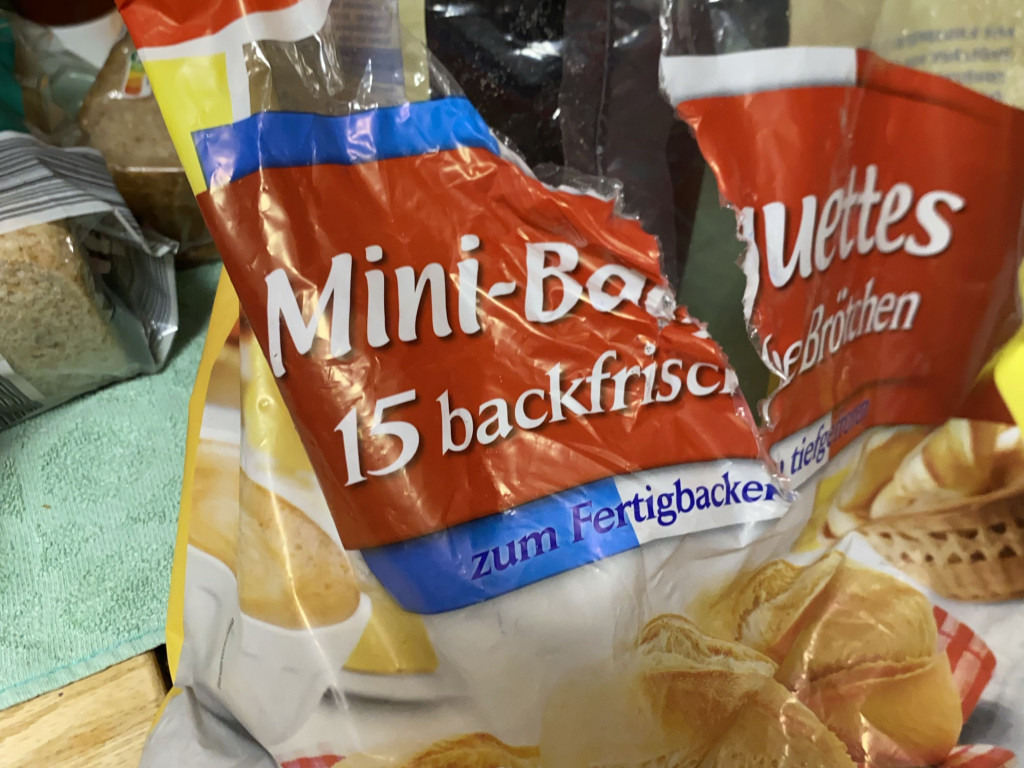 Mini-Ba uettes
15 backfrisch e Brötchen
zum Fertigbacken, tiefgefroren